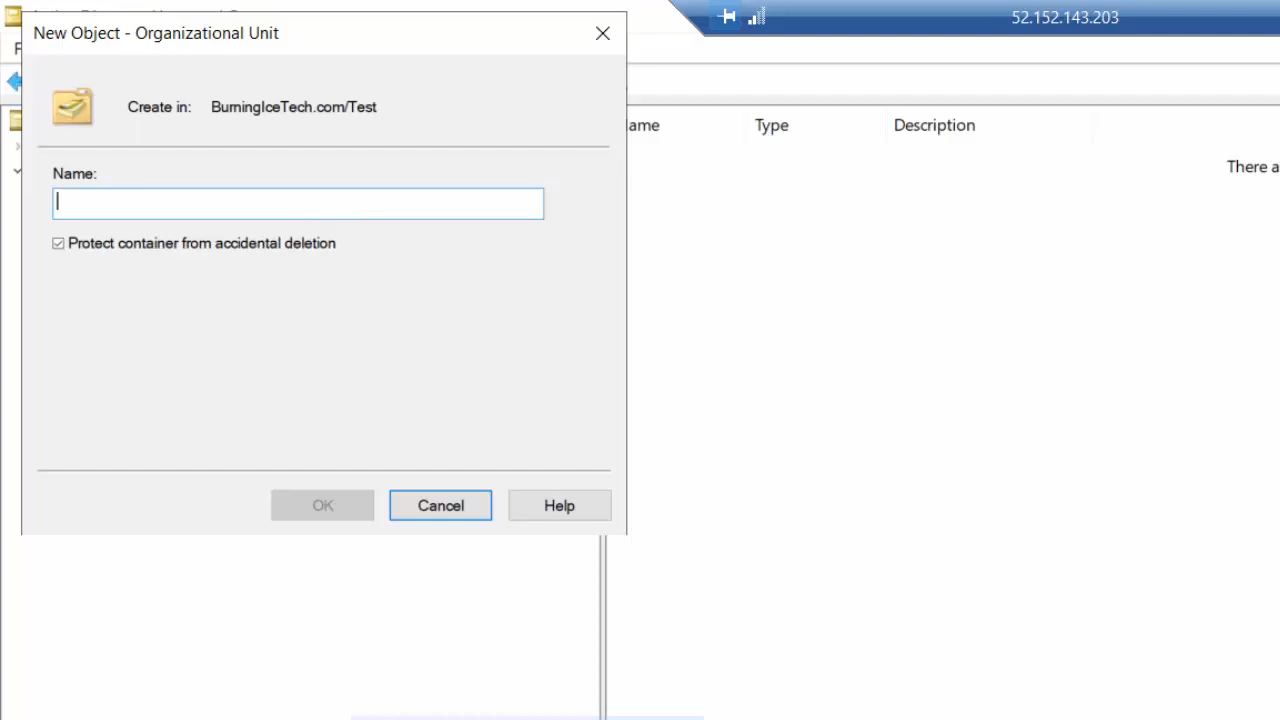 New Object - Organizational Unit
52.152.143.203
Create in: BurningIceTech.com/Test
Type
Description
There
Name:
Protect container from accidental deletion
OK
Cancel
Help